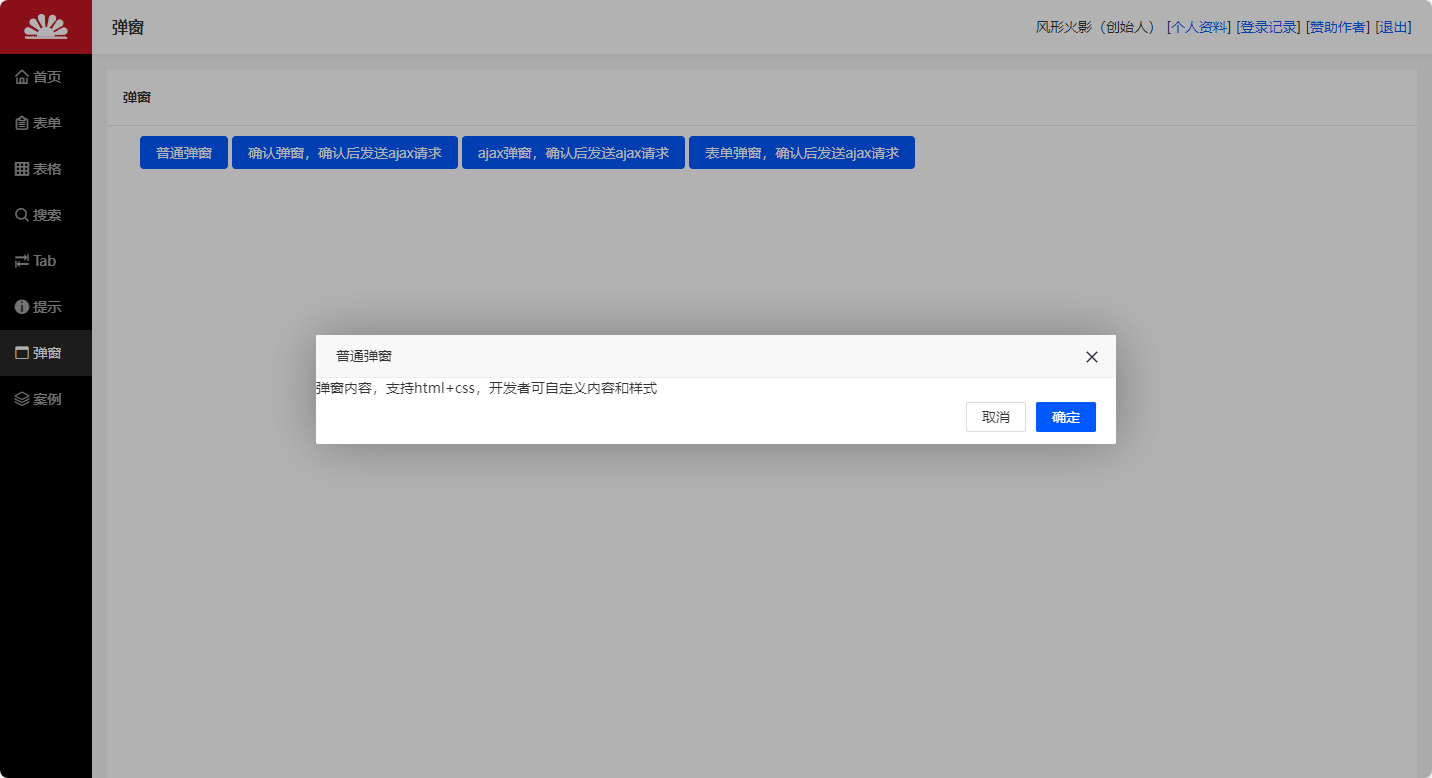 弹窗
风形火影（创始人） [个人资料] [登录记录] [赞助作者] [退出]
首页
表单
表格
搜索
Tab
提示
弹窗
案例
弹窗
普通弹窗
确认弹窗，确认后发送ajax请求
ajax弹窗，确认后发送ajax请求
表单弹窗，确认后发送ajax请求
普通弹窗
弹窗内容，支持html+css，开发者可自定义内容和样式
取消
确定